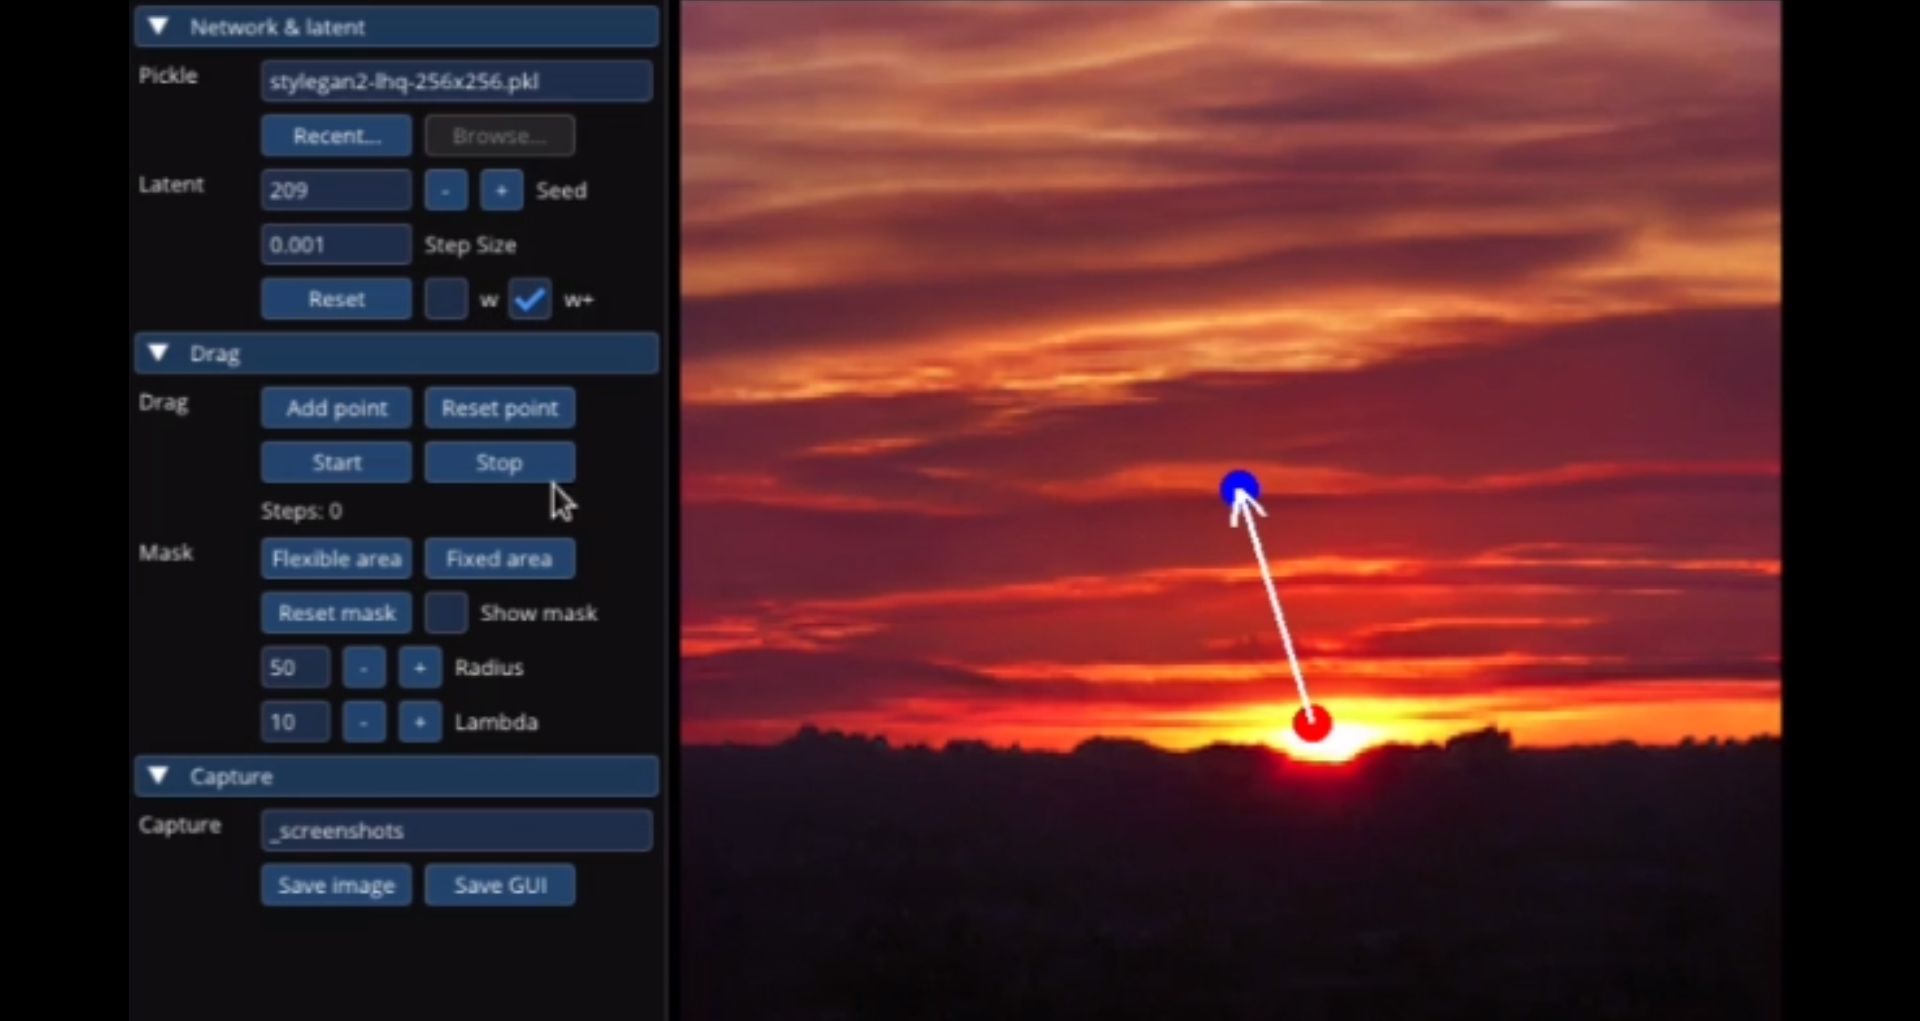 Network & latent
Pickle
stylegan2-lhq-256x256.pkl
Recent...
Browse...
Latent
209
-
+
Seed
0.001
Step Size
Reset
w
w+
Drag
Drag
Add point
Reset point
Start
Stop
Steps: 0
Mask
Flexible area
Fixed area
Reset mask
Show mask
50
-
+
Radius
10
-
+
Lambda
Capture
Capture
_screenshots
Save image
Save GUI